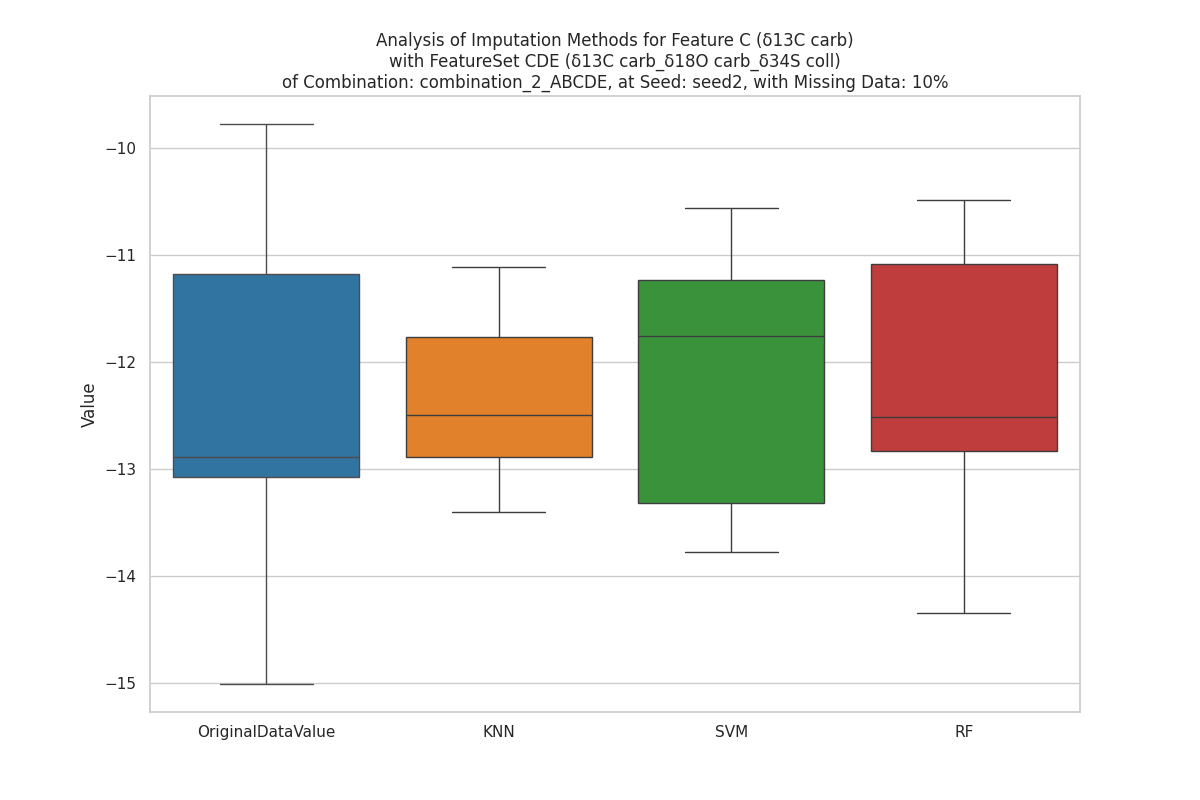 Analysis of Imputation Methods for Feature C (δ13C carb)
with FeatureSet CDE (δ13C carb_δ18O carb_δ34S coll)
of Combination: combination_2_ABCDE, at Seed: seed2, with Missing Data: 10%
Value
−10
−11
−12
−13
−14
−15
OriginalDataValue
KNN
SVM
RF